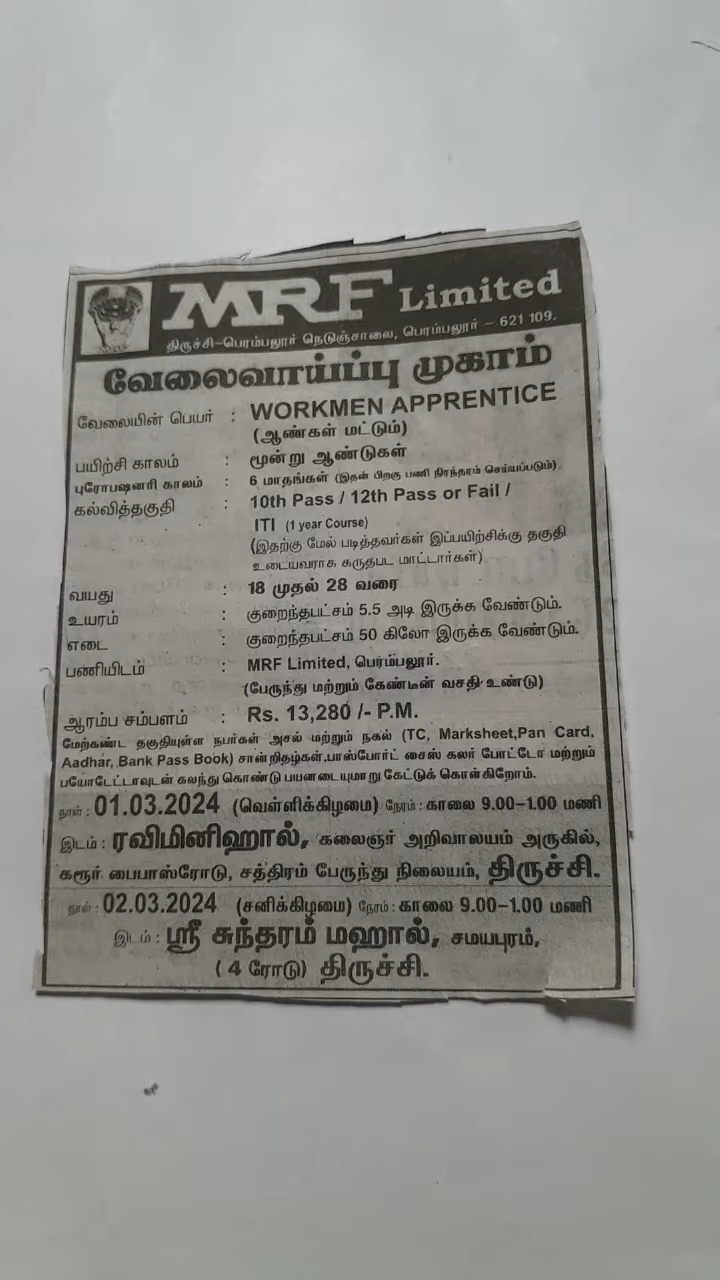 MRF Limited
திருச்சி-பெரம்பலூர் நெடுஞ்சாலை, பெரம்பலூர் - 621 109.
வேலைவாய்ப்பு முகாம்
வேலையின் பெயர் : WORKMEN APPRENTICE
(ஆண்கள் மட்டும்)
பயிற்சி காலம் : மூன்று ஆண்டுகள்
புரோபஷனரி காலம் : 6 மாதங்கள் (இதன் பிறகு பணி நிரந்தரம் செய்யப்படும்)
கல்வித்தகுதி : 10th Pass / 12th Pass or Fail /
ITI (1 year Course)
(இதற்கு மேல் படித்தவர்கள் இப்பயிற்சிக்கு தகுதி
உடையவராக கருதபட மாட்டார்கள்)
வயது : 18 முதல் 28 வரை
உயரம் : குறைந்தபட்சம் 5.5 அடி இருக்க வேண்டும்.
எடை : குறைந்தபட்சம் 50 கிலோ இருக்க வேண்டும்.
பணியிடம் : MRF Limited, பெரம்பலூர்.
(பேருந்து மற்றும் கேண்டீன் வசதி உண்டு)
ஆரம்ப சம்பளம் : Rs. 13,280 /- P.M.
மேற்கண்ட தகுதியுள்ள நபர்கள் அசல் மற்றும் நகல் (TC, Marksheet,Pan Card,
Aadhar, Bank Pass Book) சான்றிதழ்கள்,பாஸ்போர்ட் சைஸ் கலர் போட்டோ மற்றும்
பயோடேட்டாவுடன் கலந்து கொண்டு பயனடையுமாறு கேட்டுக் கொள்கிறோம்.
நாள் : 01.03.2024 (வெள்ளிக்கிழமை) நேரம் : காலை 9.00-1.00 மணி
இடம் : ரவிமினிஹால், கலைஞர் அறிவாலயம் அருகில்,
கரூர் பைபாஸ்ரோடு, சத்திரம் பேருந்து நிலையம், திருச்சி.
நாள் : 02.03.2024 (சனிக்கிழமை) நேரம் : காலை 9.00-1.00 மணி
இடம் : ஸ்ரீ சுந்தரம் மஹால், சமயபுரம்,
( 4 ரோடு) திருச்சி.